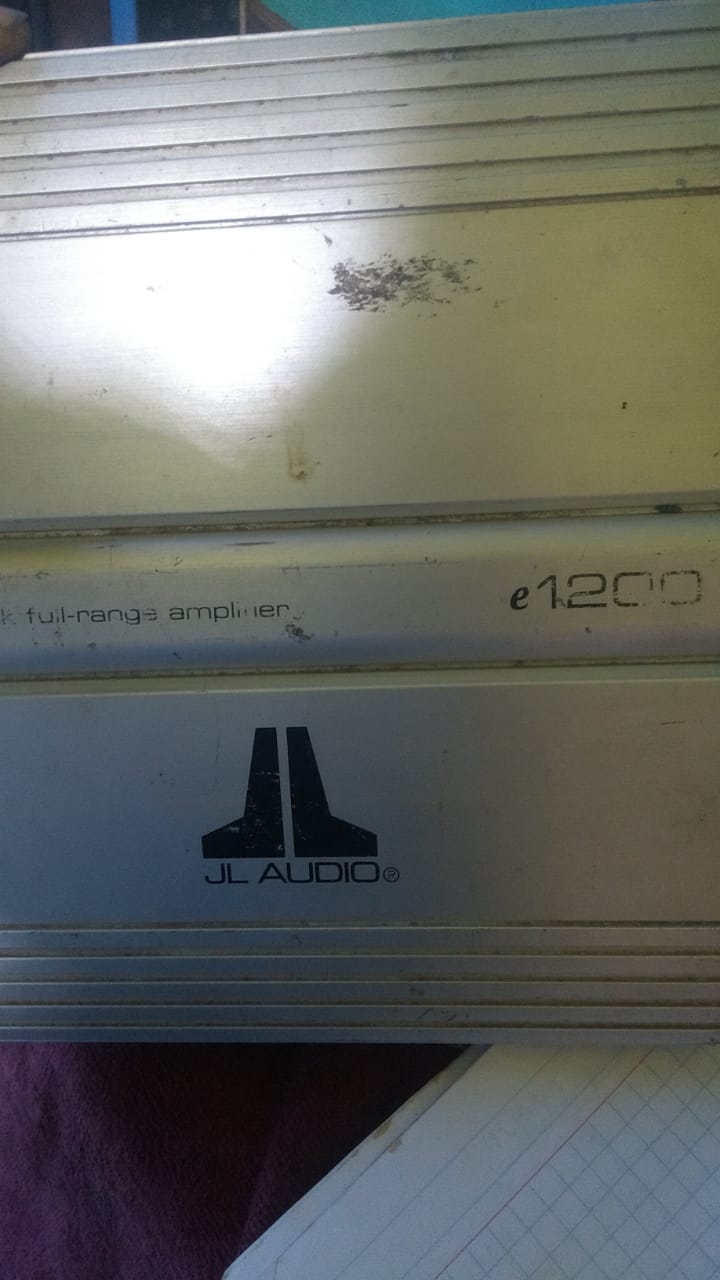 full-range amplifier
e1200
JL AUDIO®